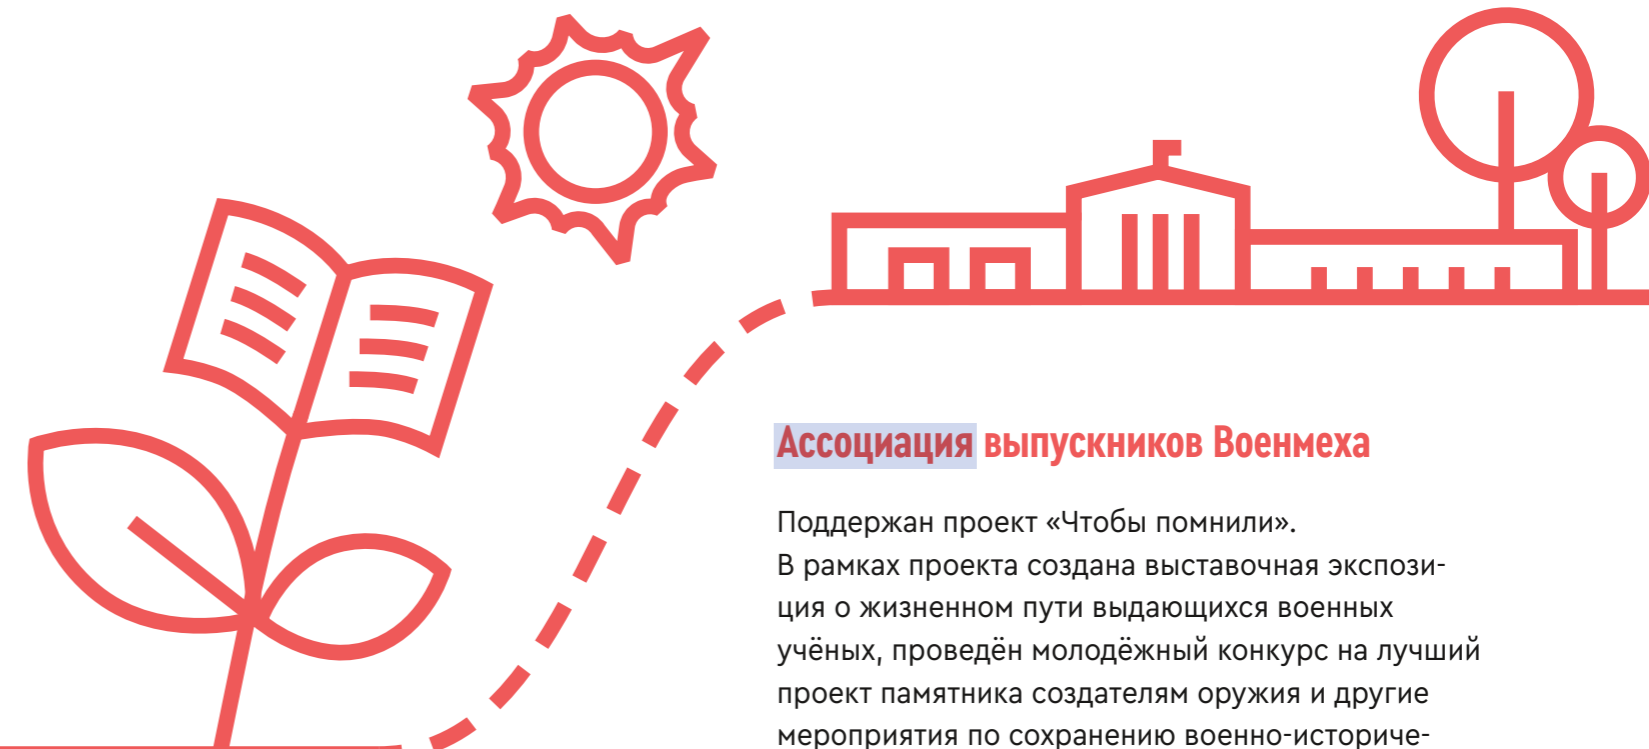 Ассоциация выпускников Военмеха
Поддержан проект «Чтобы помнили».
В рамках проекта создана выставочная экспози-
ция о жизненном пути выдающихся военных
учёных, проведён молодёжный конкурс на лучший
проект памятника создателям оружия и другие
мероприятия по сохранению военно-историче-